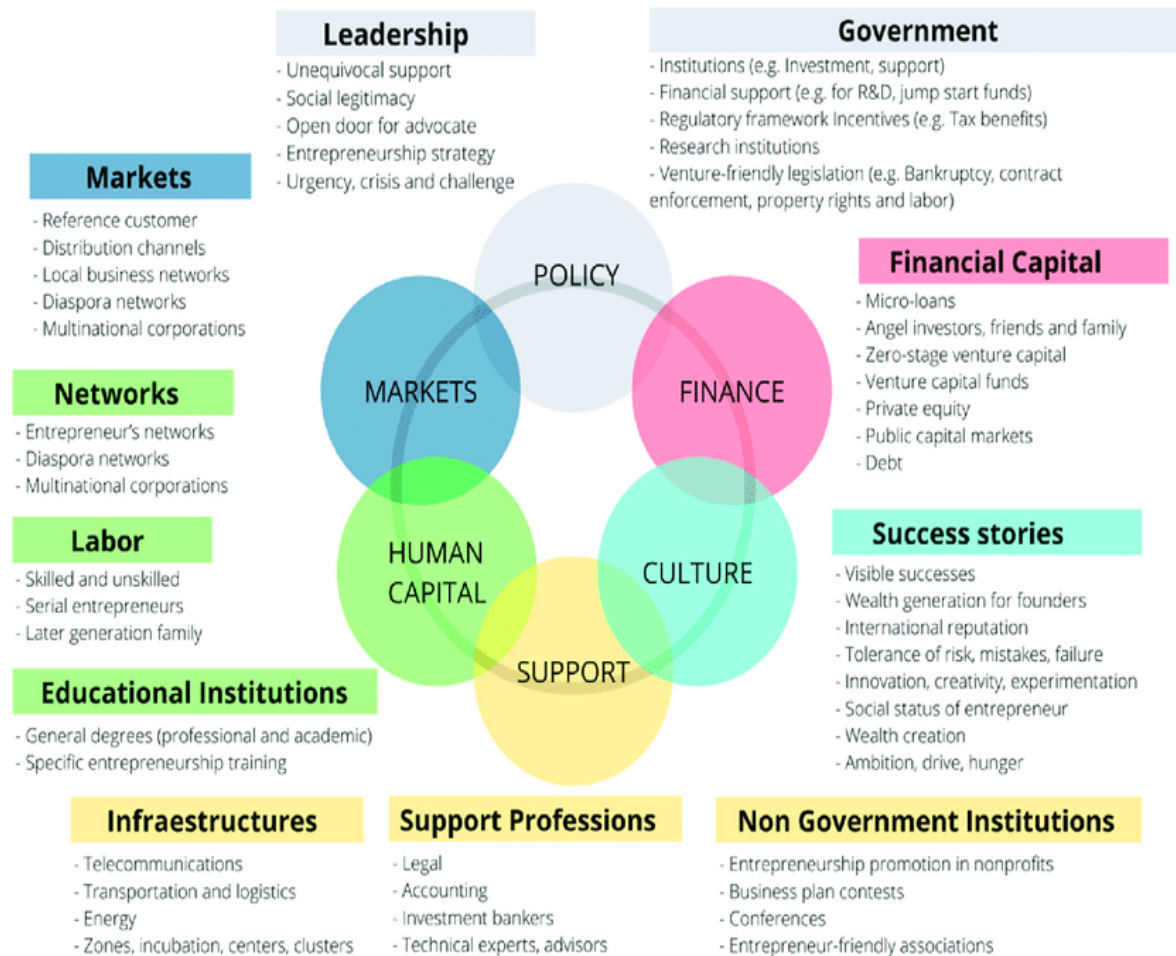 Leadership
- Unequivocal support
- Social legitimacy
- Open door for advocate
- Entrepreneurship strategy
- Urgency, crisis and challenge
Government
- Institutions (e.g. Investment, support)
- Financial support (e.g. for R&D, jump start funds)
- Regulatory framework Incentives (e.g. Tax benefits)
- Research institutions
- Venture-friendly legislation (e.g. Bankruptcy, contract
enforcement, property rights and labor)
Markets
- Reference customer
- Distribution channels
- Local business networks
- Diaspora networks
- Multinational corporations
POLICY
MARKETS
FINANCE
HUMAN
CAPITAL
CULTURE
SUPPORT
Financial Capital
- Micro-loans
- Angel investors, friends and family
- Zero-stage venture capital
- Venture capital funds
- Private equity
- Public capital markets
- Debt
Networks
- Entrepreneur's networks
- Diaspora networks
- Multinational corporations
Labor
- Skilled and unskilled
- Serial entrepreneurs
- Later generation family
Success stories
- Visible successes
- Wealth generation for founders
- International reputation
- Tolerance of risk, mistakes, failure
- Innovation, creativity, experimentation
- Social status of entrepreneur
- Wealth creation
- Ambition, drive, hunger
Educational Institutions
- General degrees (professional and academic)
- Specific entrepreneurship training
Infraestructures
- Telecommunications
- Transportation and logistics
- Energy
- Zones, incubation, centers, clusters
Support Professions
- Legal
- Accounting
- Investment bankers
- Technical experts, advisors
Non Government Institutions
- Entrepreneurship promotion in nonprofits
- Business plan contests
- Conferences
- Entrepreneur-friendly associations